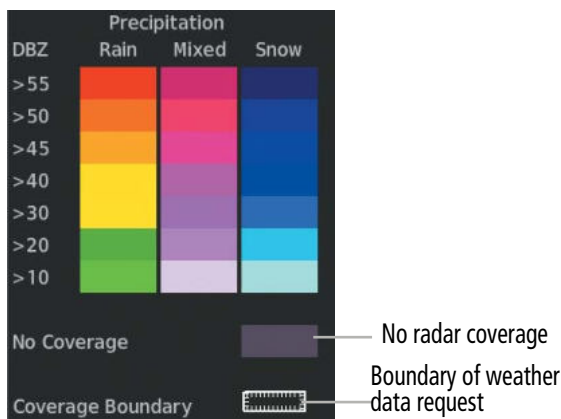 Precipitation
DBZ Rain Mixed Snow
>55
>50
>45
>40
>30
>20
>10
No Coverage
No radar coverage
Coverage Boundary
Boundary of weather
data request